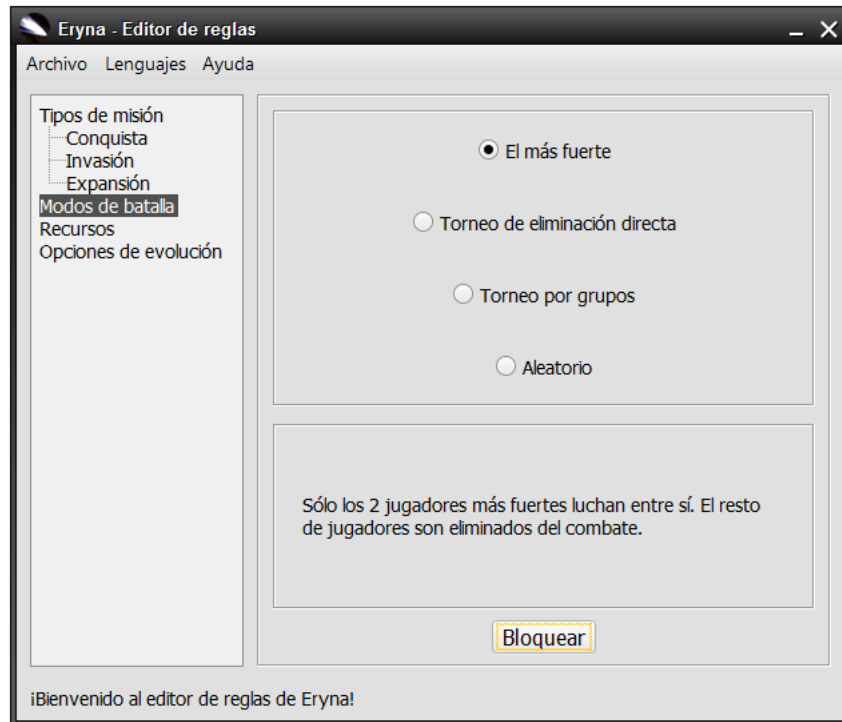 Eryna - Editor de reglas
Archivo Lenguajes Ayuda
Tipos de misión
Conquista
Invasión
Expansión
Modos de batalla
Recursos
Opciones de evolución
El más fuerte
Torneo de eliminación directa
Torneo por grupos
Aleatorio
Sólo los 2 jugadores más fuertes luchan entre sí. El resto
de jugadores son eliminados del combate.
Bloquear
¡Bienvenido al editor de reglas de Eryna!